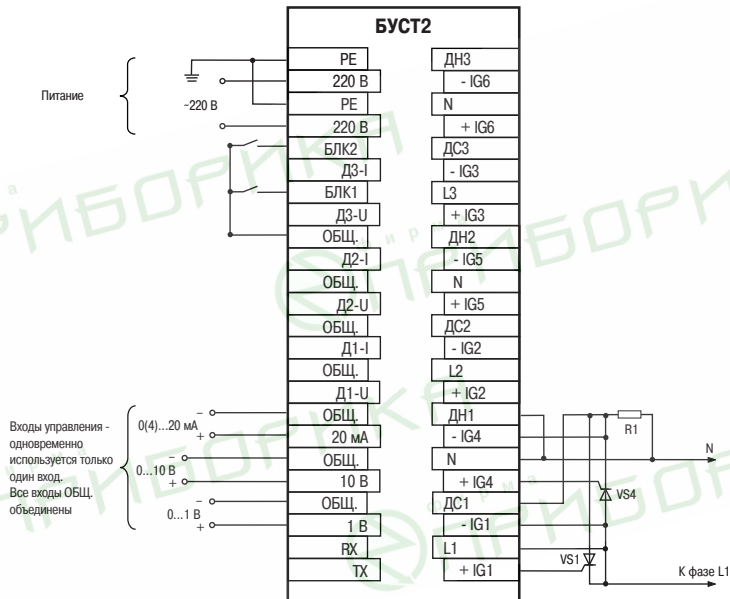 БУСТ2
PE
220 В
PE
220 В
БЛК2
Д3-I
БЛК1
Д3-U
ОБЩ.
Д2-I
ОБЩ.
Д2-U
ОБЩ.
Д1-I
ОБЩ.
Д1-U
ОБЩ.
20 мА
ОБЩ.
10 В
ОБЩ.
1 В
RX
TX
ДН3
- IG6
N
+ IG6
ДС3
- IG3
L3
+ IG3
ДН2
- IG5
N
+ IG5
ДС2
- IG2
L2
+ IG2
ДН1
- IG4
N
+ IG4
ДС1
- IG1
L1
+ IG1
Питание
~220 В
Входы управления -
одновременно
используется только
один вход.
Все входы ОБЩ.
объединены
−
0(4)...20 мА
+
−
0...10 В
+
−
0...1 В
+
R1
N
VS4
VS1
К фазе L1
фирма
ПРИБОРИКА